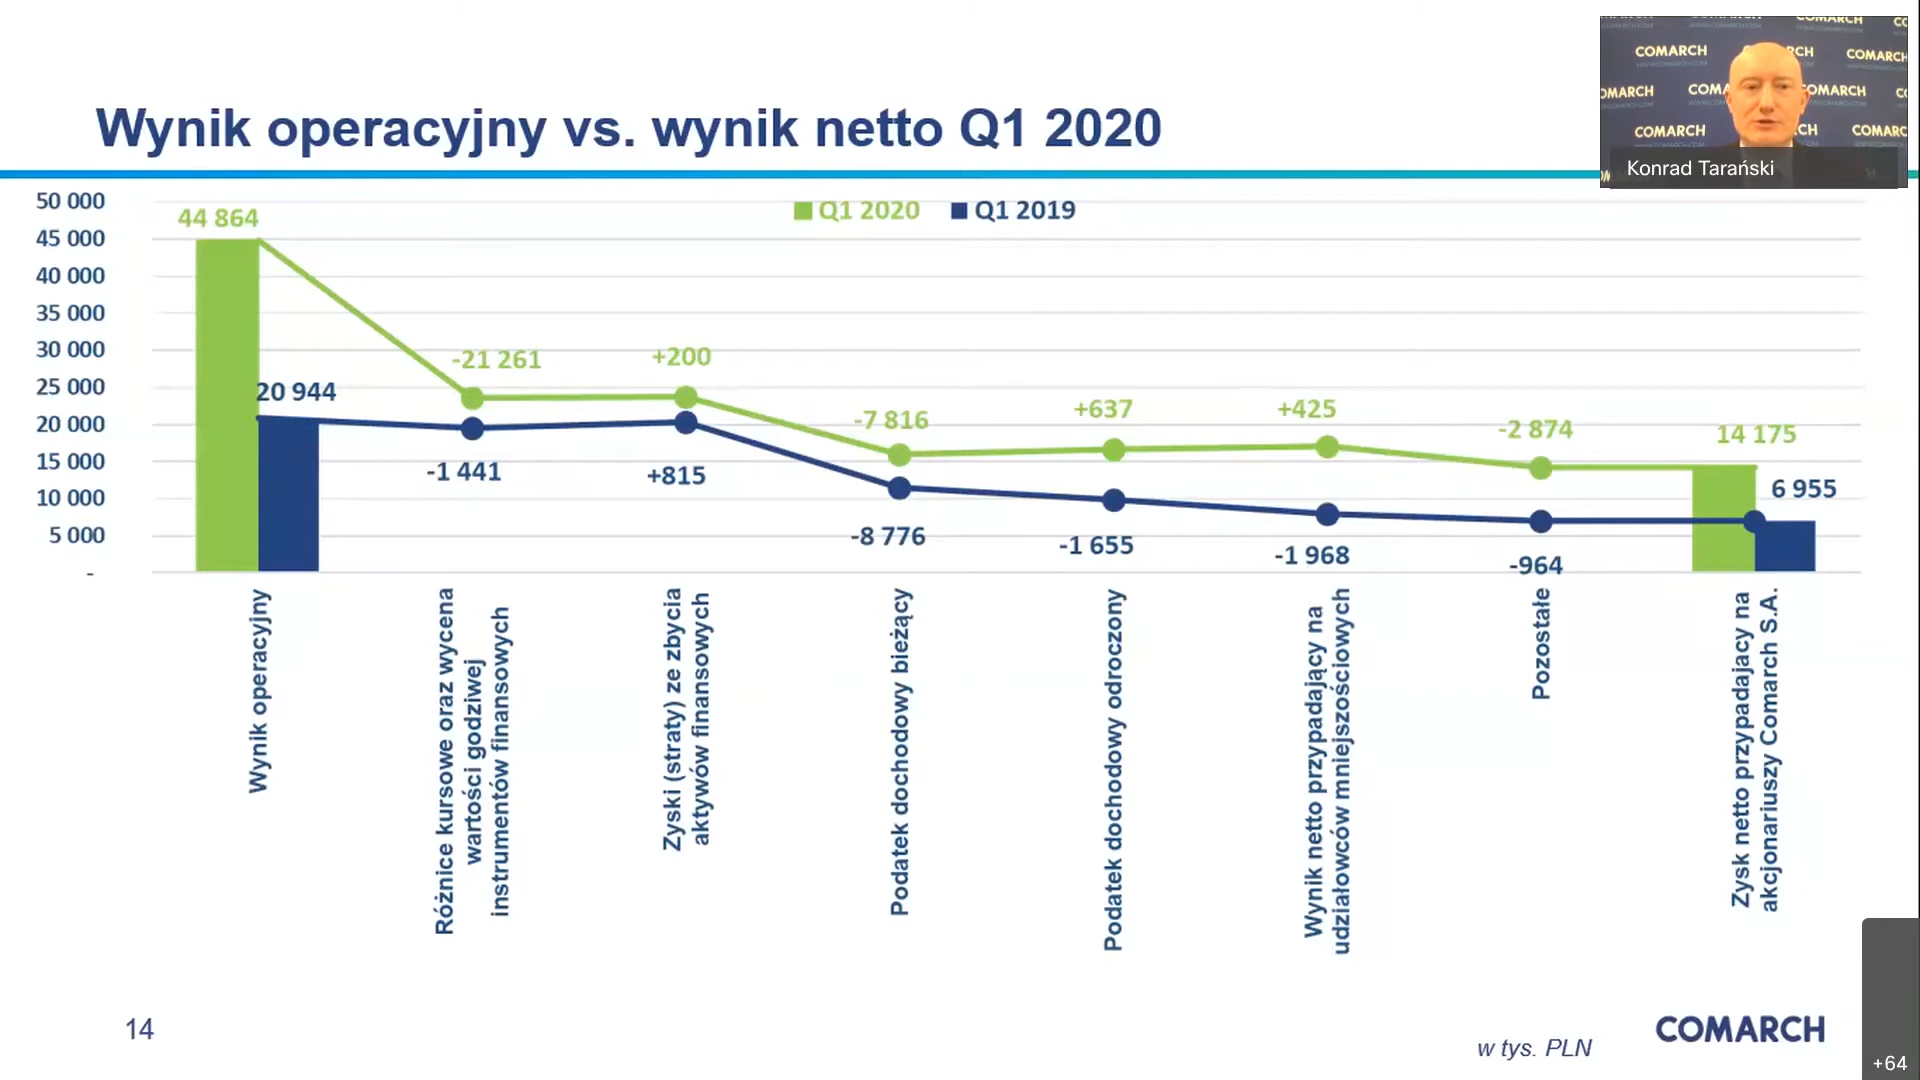 Wynik operacyjny vs. wynik netto Q1 2020
COMARCH
COMARCH
COMARCH
COMARCH
COMARCH
Konrad Tarański
Q1 2020
Q1 2019
50 000
45 000
40 000
35 000
30 000
25 000
20 000
15 000
10 000
5 000
-
44 864
-21 261
+200
-7 816
+637
+425
-2 874
14 175
20 944
-1 441
+815
-8 776
-1 655
-1 968
-964
6 955
Wynik operacyjny
Różnice kursowe oraz wycena
wartości godziwej
instrumentów finansowych
Zyski (straty) ze zbycia
aktywów finansowych
Podatek dochodowy bieżący
Podatek dochodowy odroczony
Wynik netto przypadający na
udziałowców mniejszościowych
Pozostałe
Zysk netto przypadajacy na
akcjonariuszy Comarch S.A.
14
w tys. PLN
COMARCH
+64